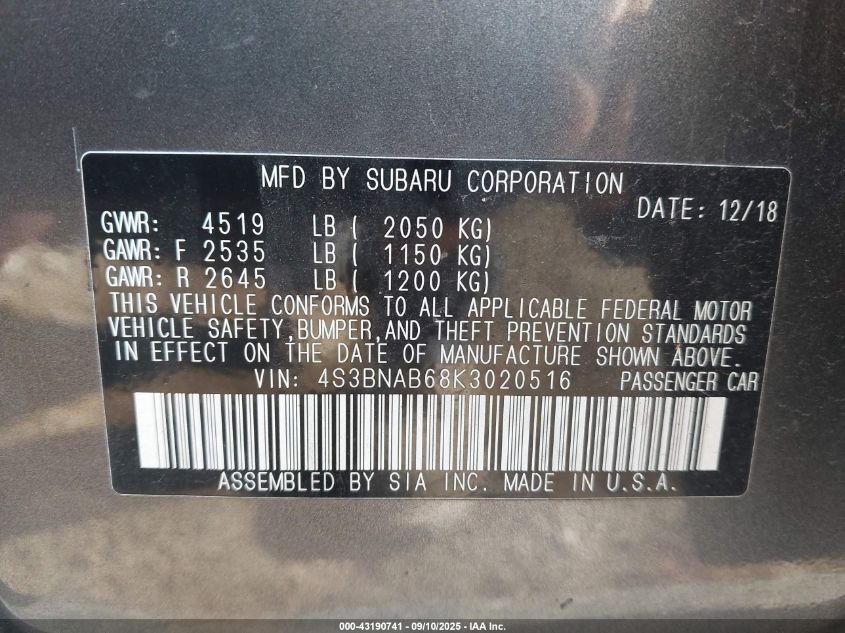 MFD BY SUBARU CORPORATION
DATE: 12/18
GVWR: 4519 LB ( 2050 KG)
GAWR: F 2535 LB ( 1150 KG)
GAWR: R 2645 LB ( 1200 KG)
THIS VEHICLE CONFORMS TO ALL APPLICABLE FEDERAL MOTOR
VEHICLE SAFETY, BUMPER, AND THEFT PREVENTION STANDARDS
IN EFFECT ON THE DATE OF MANUFACTURE SHOWN ABOVE.
VIN: 4S3BNAB68K3020516 PASSENGER CAR
ASSEMBLED BY SIA INC. MADE IN U.S.A.
000-43190741 - 09/10/2025 - IAA Inc.